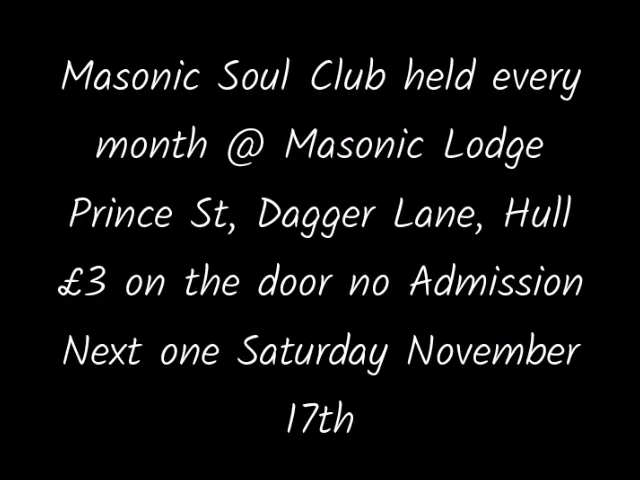 Masonic Soul Club held every
month @ Masonic Lodge
Prince St, Dagger Lane, Hull
£3 on the door no Admission
Next one Saturday November
17th